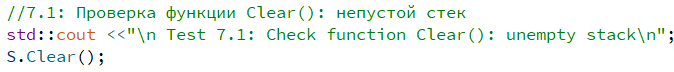 //7.1: Проверка функции Clear(): непустой стек
std::cout <<"\n Test 7.1: Check function Clear(): unempty stack\n";
S.Clear();